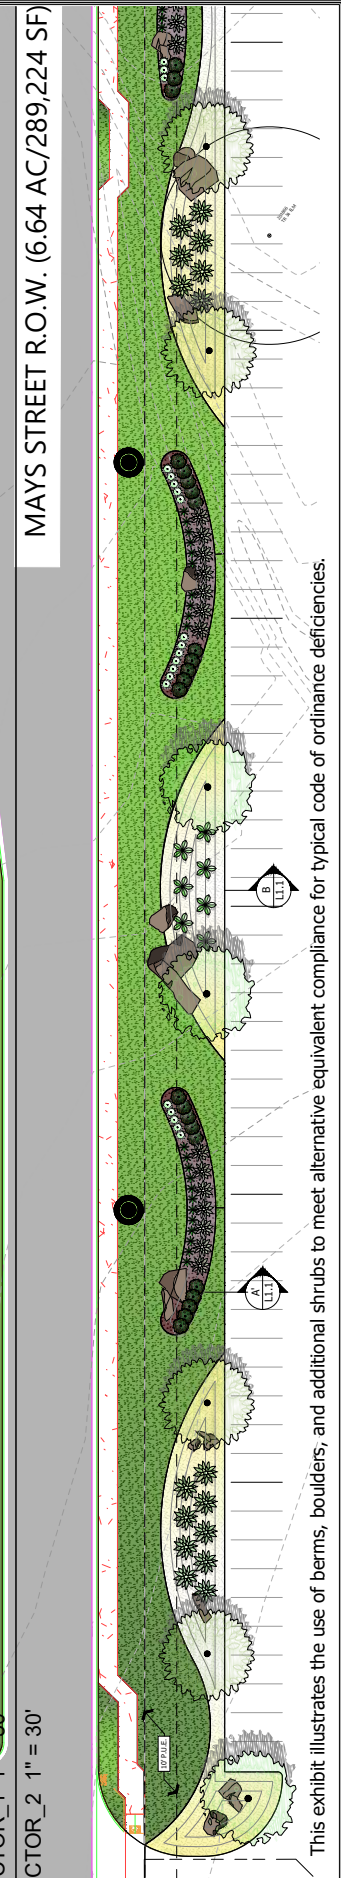 MAYS STREET R.O.W. (6.64 AC/289,224 SF)
CTOR_2 1" = 30'
B
L1.1
A'
L1.1
10' P.U.E.
This exhibit illustrates the use of berms, boulders, and additional shrubs to meet alternative equivalent compliance for typical code of ordinance deficiencies.